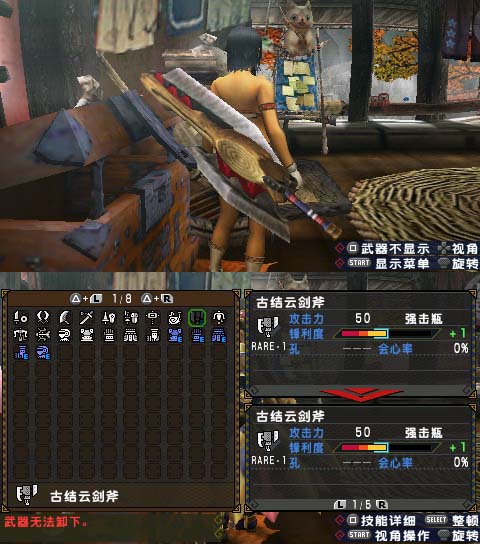 武器不显示 视角
START 显示菜单 旋转
△+L 1/8 △+R
古结云剑斧
攻击力 50 强击瓶
锋利度 +1
RARE-1 孔 --- 会心率 0%
古结云剑斧
攻击力 50 强击瓶
锋利度 +1
RARE-1 孔 --- 会心率 0%
古结云剑斧
L 1/5 R
武器无法卸下。
技能详细 SELECT 整顿
START 视角操作 旋转